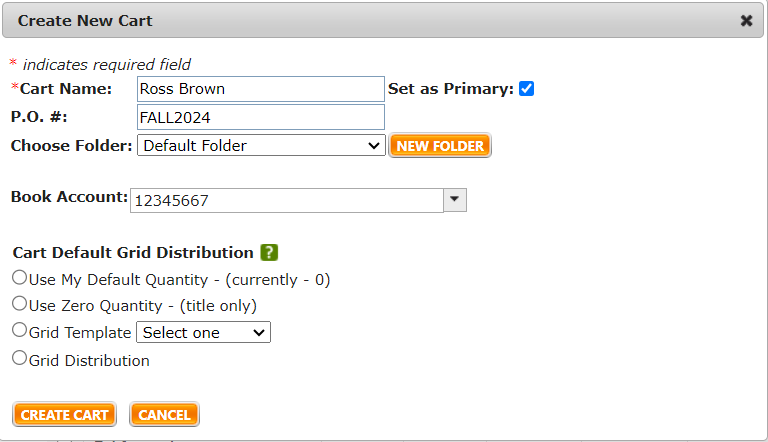 Create New Cart
* indicates required field
*Cart Name: Ross Brown Set as Primary:
P.O. #: FALL2024
Choose Folder: Default Folder NEW FOLDER
Book Account: 12345667
Cart Default Grid Distribution ?
Use My Default Quantity - (currently - 0)
Use Zero Quantity - (title only)
Grid Template Select one
Grid Distribution
CREATE CART CANCEL